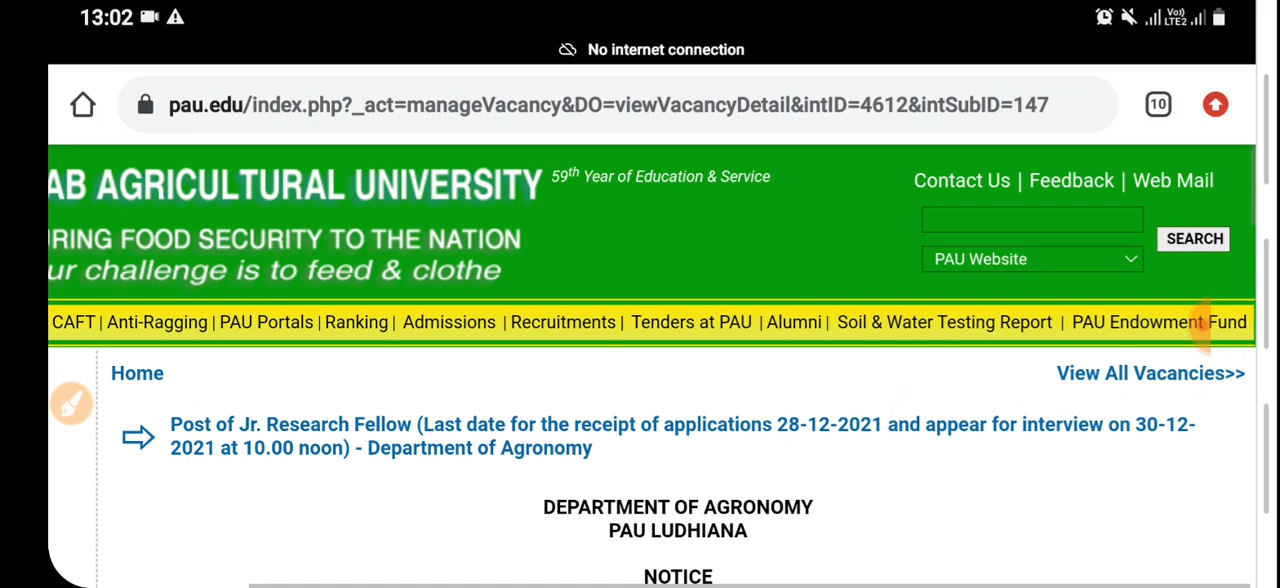 13:02
Vo))
LTE2
No internet connection
pau.edu/index.php?_act=manageVacancy&DO=viewVacancyDetail&intID=4612&intSubID=147
10
AB AGRICULTURAL UNIVERSITY
59th Year of Education & Service
Contact Us | Feedback | Web Mail
RING FOOD SECURITY TO THE NATION
SEARCH
ur challenge is to feed & clothe
PAU Website
CAFT | Anti-Ragging | PAU Portals | Ranking | Admissions | Recruitments | Tenders at PAU | Alumni | Soil & Water Testing Report | PAU Endowment Fund
Home
View All Vacancies>>
Post of Jr. Research Fellow (Last date for the receipt of applications 28-12-2021 and appear for interview on 30-12-
2021 at 10.00 noon) - Department of Agronomy
DEPARTMENT OF AGRONOMY
PAU LUDHIANA
NOTICE